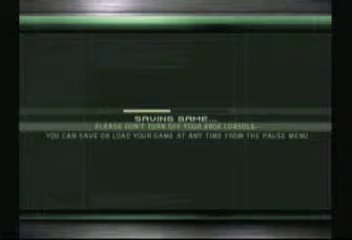 SAVING GAME...
PLEASE DON'T TURN OFF YOUR XBOX CONSOLE.
YOU CAN SAVE OR LOAD YOUR GAME AT ANY TIME FROM THE PAUSE MENU